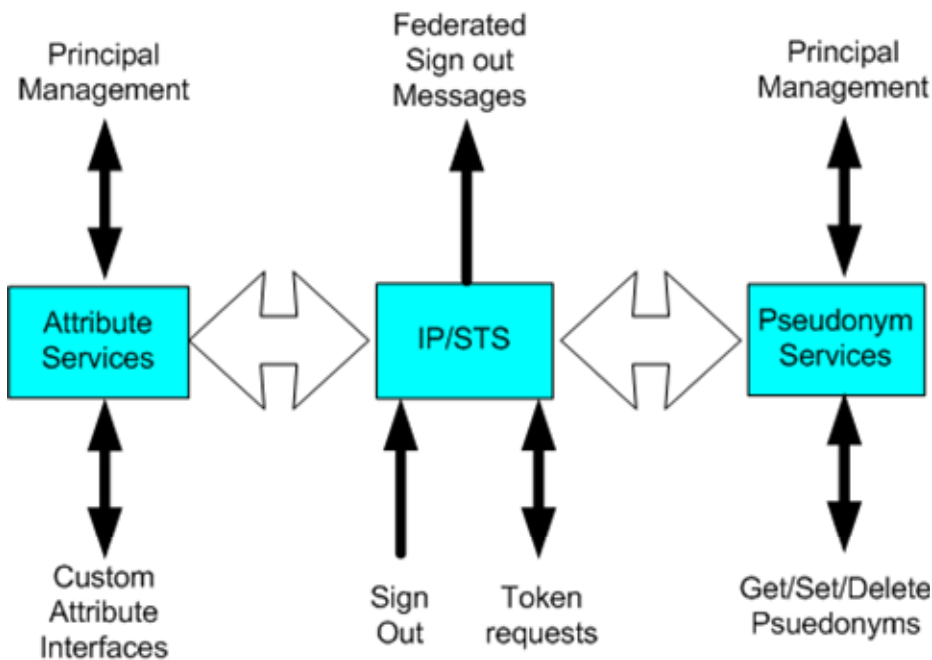 Principal
Management
Federated
Sign out
Messages
Principal
Management
Attribute
Services
IP/STS
Pseudonym
Services
Custom
Attribute
Interfaces
Sign
Out
Token
requests
Get/Set/Delete
Psuedonyms